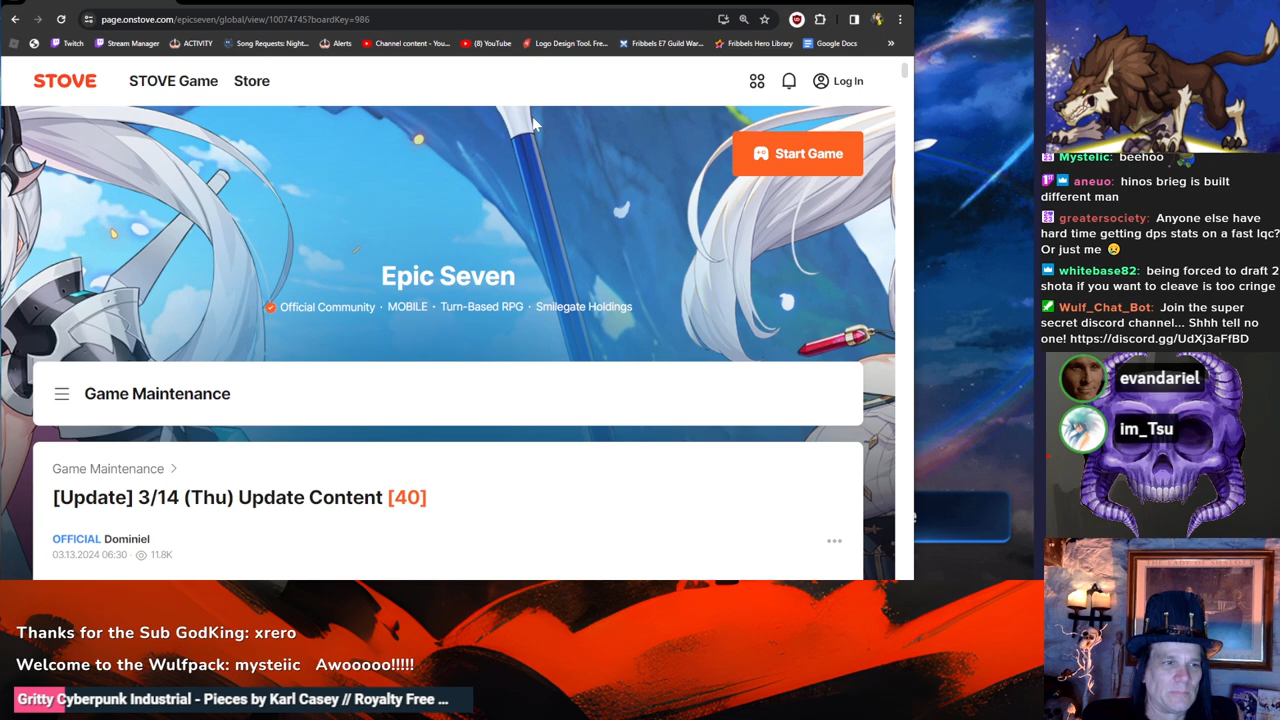 page.onstove.com/epicseven/global/view/10074745?boardKey=986
Twitch
Stream Manager
ACTIVITY
Song Requests: Night...
Alerts
Channel content - You...
(8) YouTube
Logo Design Tool. Fre...
Fribbels E7 Guild War...
Fribbels Hero Library
Google Docs
»
STOVE
STOVE Game
Store
Log In
Start Game
Epic Seven
Official Community · MOBILE · Turn-Based RPG · Smilegate Holdings
Game Maintenance
Game Maintenance
[Update] 3/14 (Thu) Update Content [40]
OFFICIAL Dominiel
03.13.2024 06:30 · 11.8K
Mystelic: beehoo
aneuo: hinos brieg is built
different man
greatersociety: Anyone else have
hard time getting dps stats on a fast lqc?
Or just me
whitebase82: being forced to draft 2
shota if you want to cleave is too cringe
Wulf_Chat_Bot: Join the super
secret discord channel... Shhh tell no
one! https://discord.gg/UdXj3aFfBD
evandariel
im_Tsu
Thanks for the Sub GodKing: xrero
Welcome to the Wulfpack: mysteiic Awooooo!!!!!
Gritty Cyberpunk Industrial - Pieces by Karl Casey // Royalty Free ...